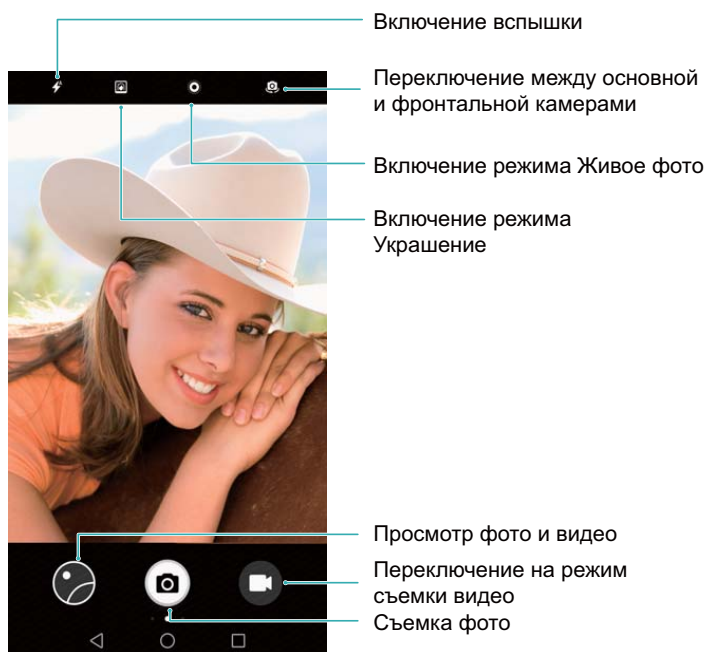 Включение вспышки
Переключение между основной
и фронтальной камерами
Включение режима Живое фото
Включение режима
Украшение
Просмотр фото и видео
Переключение на режим
съемки видео
Съемка фото